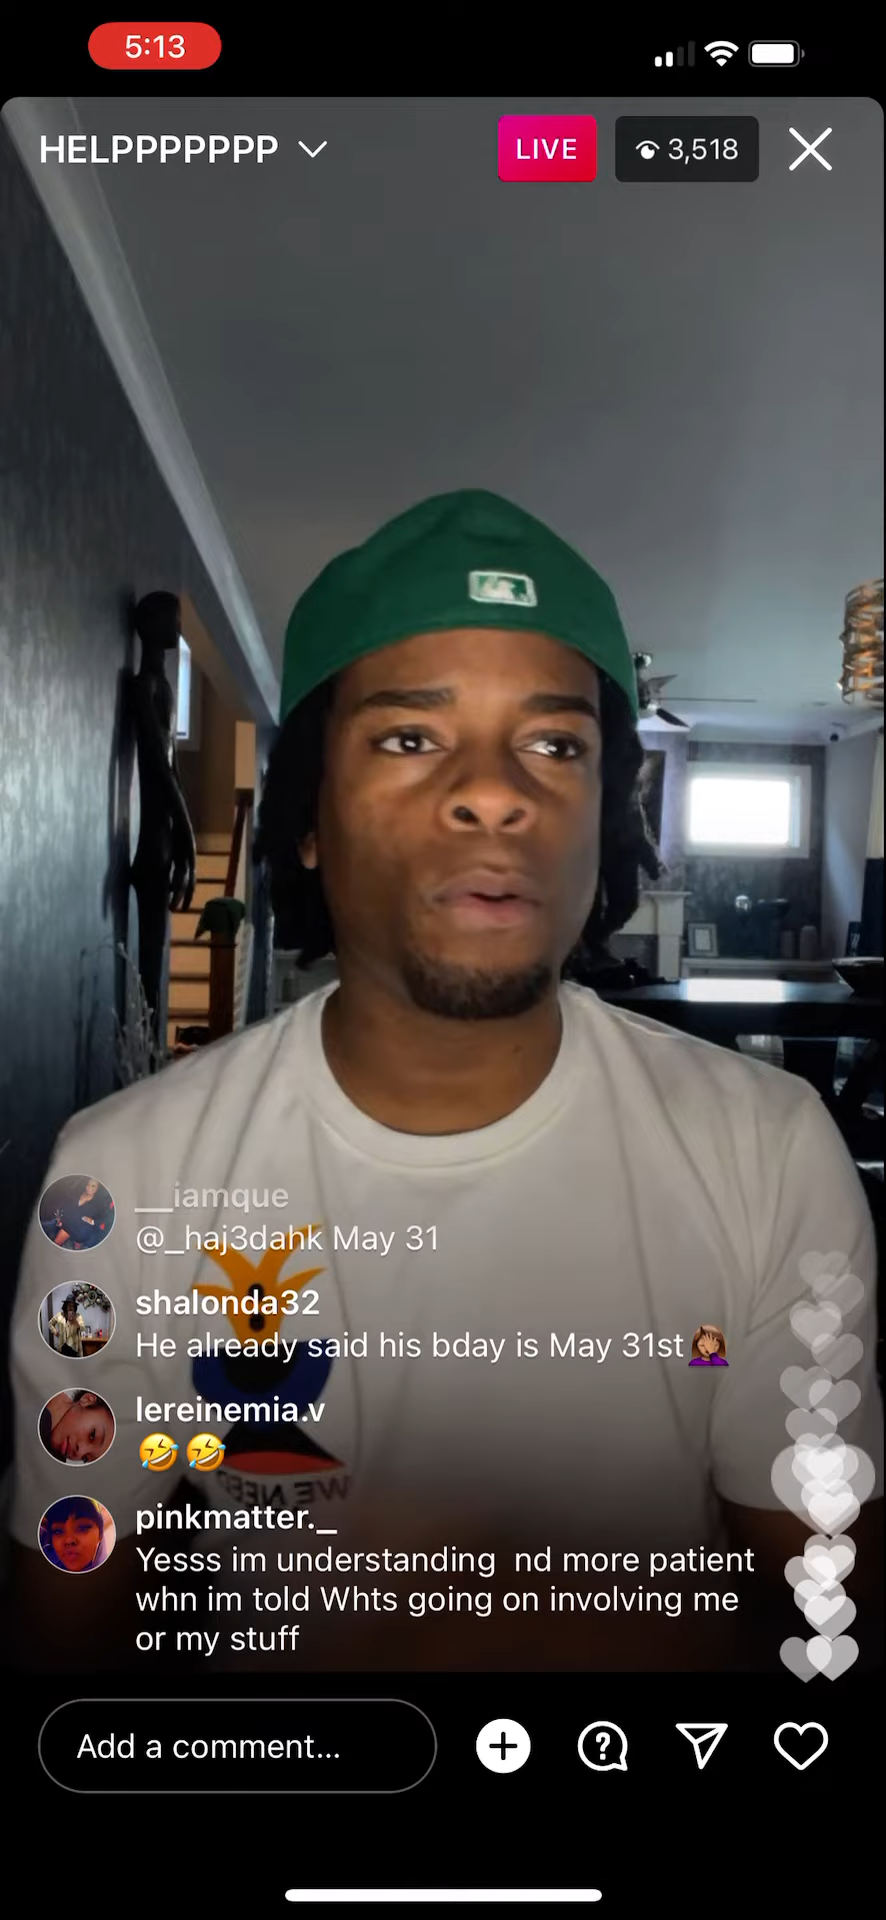 5:13
HELPPPPPPP
LIVE
3,518
__iamque
@_haj3dahk May 31
shalonda32
He already said his bday is May 31st🤦🏽‍♀️
lereinemia.v
🤣🤣
WE NEED
pinkmatter._
Yesss im understanding  nd more patient
whn im told Whts going on involving me
or my stuff
Add a comment...